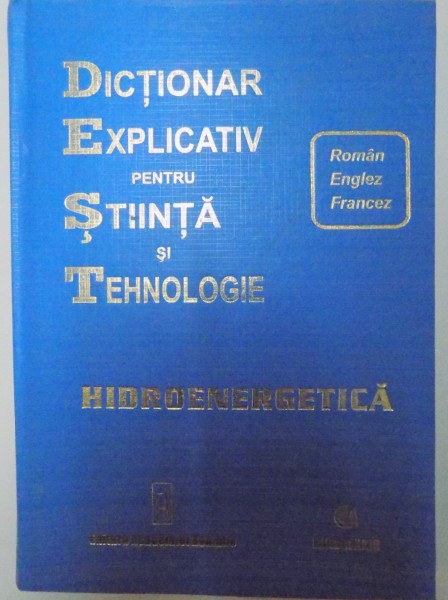 DICȚIONAR
EXPLICATIV
PENTRU
ȘTIINȚĂ
ȘI
TEHNOLOGIE
Român
Englez
Francez
HIDROENERGETICĂ